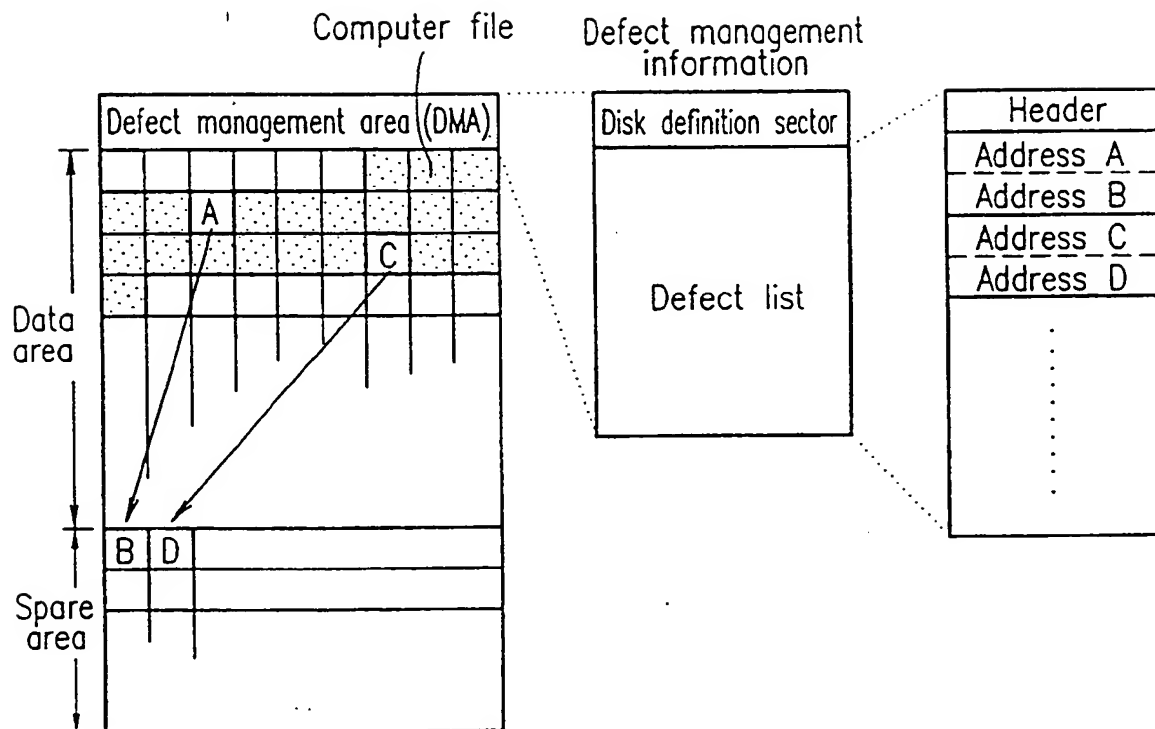 Computer file
Defect management
information
Defect management area (DMA)
Disk definition sector
Header
Address A
Address B
Address C
Address D
A
C
Defect list
Data
area
B D
Spare
area